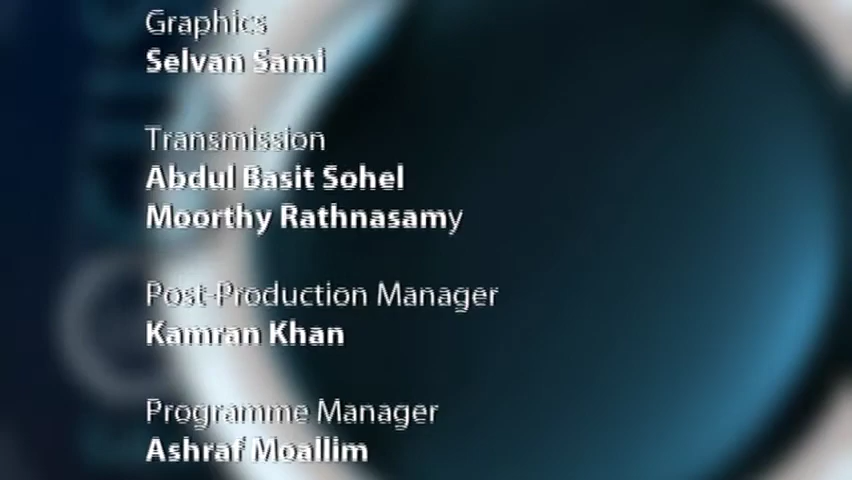 Graphics
Selvan Sami
Transmission
Abdul Basit Sohel
Moorthy Rathnasamy
Post-Production Manager
Kamran Khan
Programme Manager
Ashraf Moallim